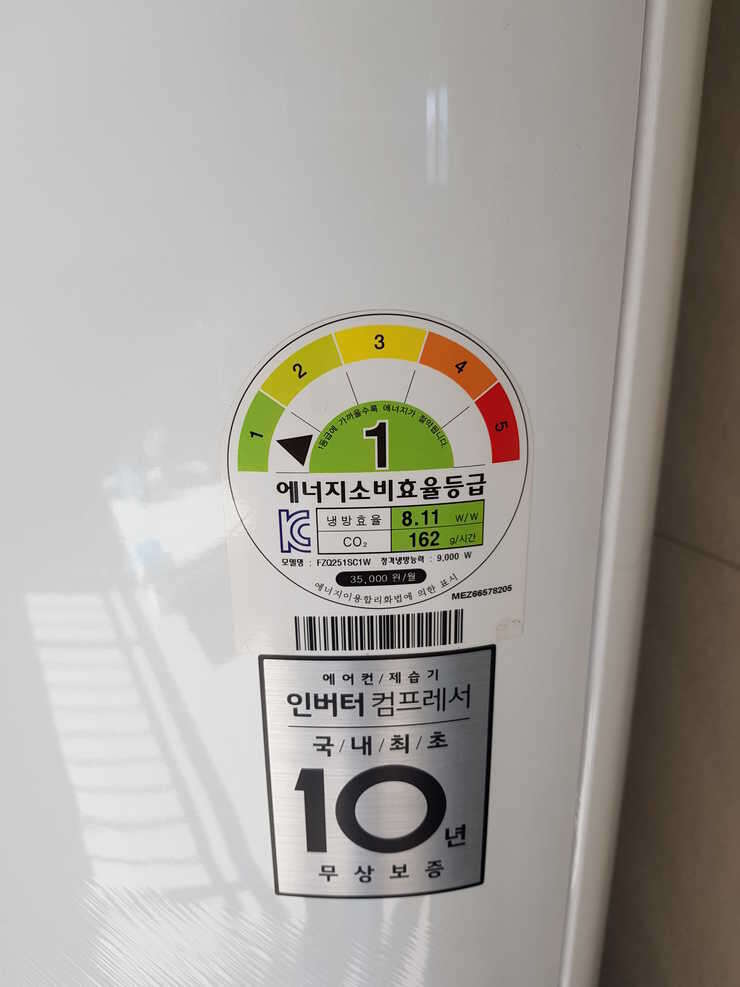 1 2 3 4 5
1등급에 가까울수록 에너지가 절약됩니다.
1
에너지소비효율등급
냉방효율 8.11 W/W
CO₂ 162 g/시간
모델명 : FZQ251SC1W 정격냉방능력 : 9,000 W
35,000 원/월
에너지이용합리화법에 의한 표시
MEZ66578205
에어컨/제습기
인버터 컴프레서
국/내/최/초
10년
무상보증